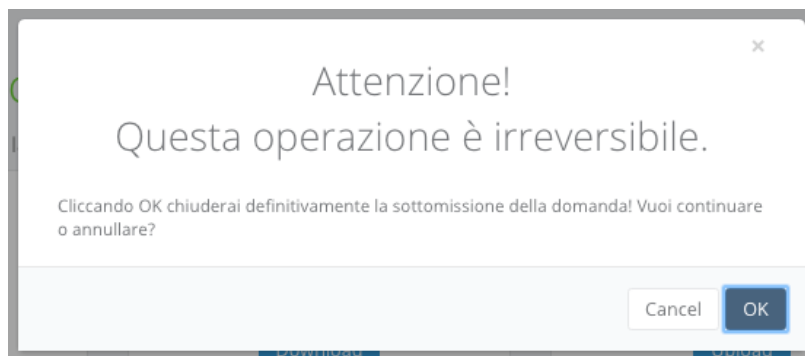 ×
Attenzione!
Questa operazione è irreversibile.
Cliccando OK chiuderai definitivamente la sottomissione della domanda! Vuoi continuare
o annullare?
Cancel OK
Download Upload